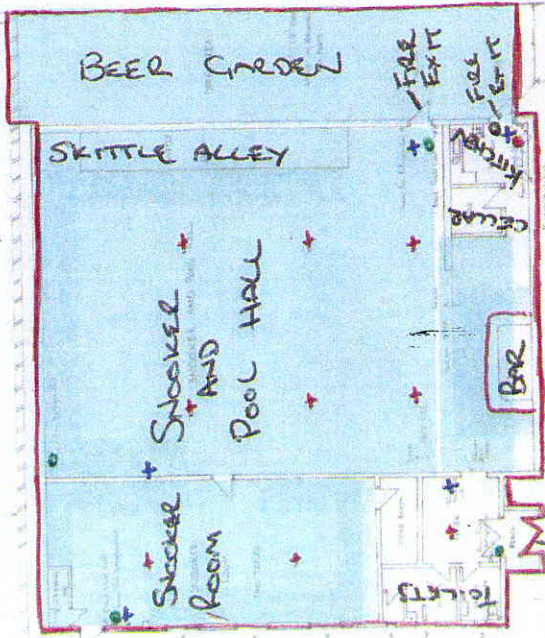 BEER GARDEN
FIRE
EXIT
FIRE
EXIT
SKITTLE ALLEY
KITCHEN
CELLAR
SNOOKER
AND
POOL HALL
BAR
SNOOKER
ROOM
TOILETS